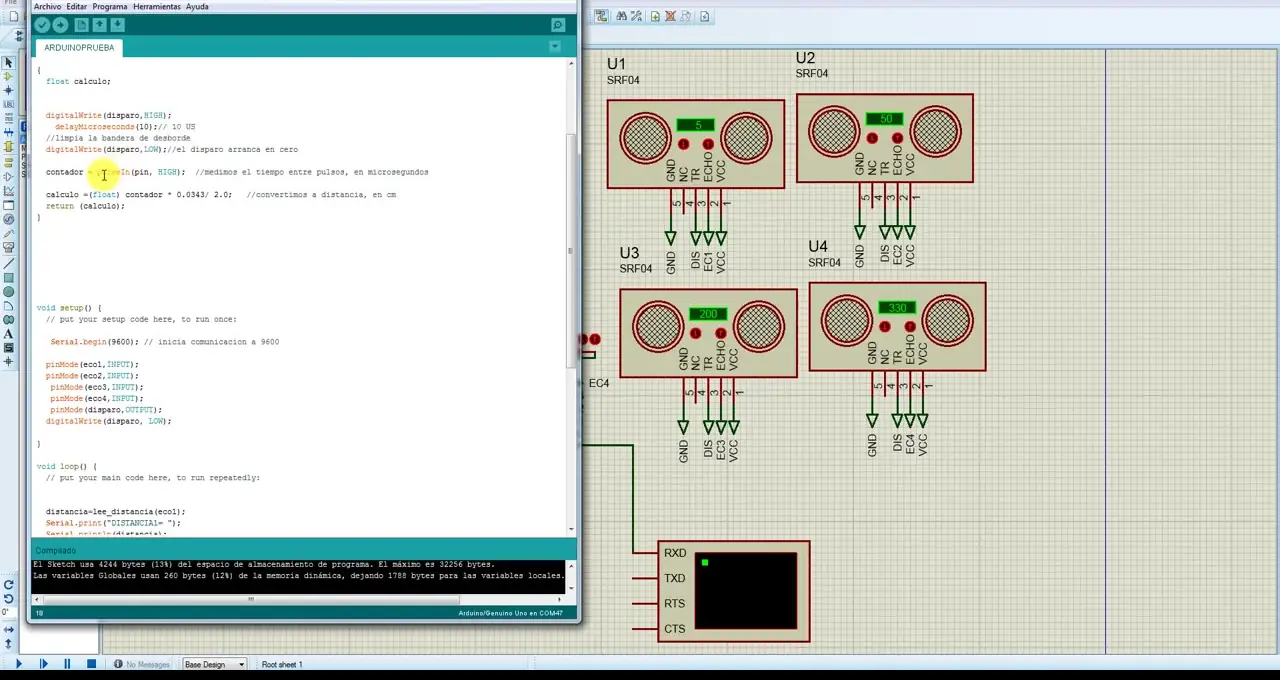 File
Archivo Editar Programa Herramientas Ayuda
ARDUINOPRUEBA
{
float calculo;
digitalWrite(disparo,HIGH);
delayMicroseconds(10);// 10 US
//limpia la bandera de desborde
digitalWrite(disparo,LOW);//el disparo arranca en cero
contador = pulseIn(pin, HIGH); //medimos el tiempo entre pulsos, en microsegundos
calculo =(float) contador * 0.0343/ 2.0; //convertimos a distancia, en cm
return (calculo);
}
void setup() {
// put your setup code here, to run once:
Serial.begin(9600); // inicia comunicacion a 9600
pinMode(eco1,INPUT);
pinMode(eco2,INPUT);
pinMode(eco3,INPUT);
pinMode(eco4,INPUT);
pinMode(disparo,OUTPUT);
digitalWrite(disparo, LOW);
}
void loop() {
// put your main code here, to run repeatedly:
distancia=lee_distancia(eco1);
Serial.print("DISTANCIA1= ");
Serial.println(distancia);
Compilado
El Sketch usa 4244 bytes (13%) del espacio de almacenamiento de programa. El máximo es 32256 bytes.
Las variables Globales usan 260 bytes (12%) de la memoria dinámica, dejando 1788 bytes para las variables locales.
18 Arduino/Genuino Uno en COM47
U1
SRF04
5
GND NC TR ECHO VCC
5 4 3 2 1
GND DIS EC1 VCC
U2
SRF04
50
GND NC TR ECHO VCC
5 4 3 2 1
GND DIS EC2 VCC
U3
SRF04
200
GND NC TR ECHO VCC
5 4 3 2 1
GND DIS EC3 VCC
U4
SRF04
330
GND NC TR ECHO VCC
5 4 3 2 1
GND DIS EC4 VCC
EC4
RXD
TXD
RTS
CTS
0°
No Messages Base Design Root sheet 1